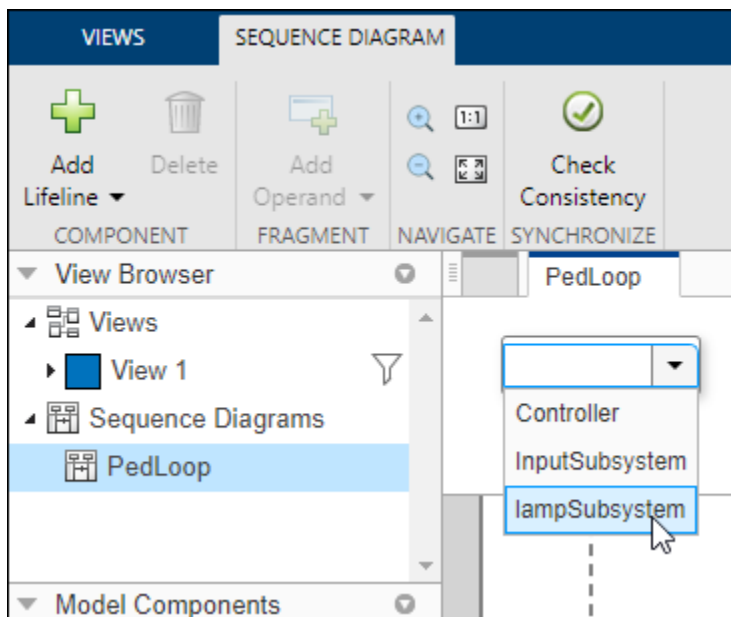 VIEWS
SEQUENCE DIAGRAM
Add
Lifeline
Delete
Add
Operand
1:1
Check
Consistency
COMPONENT
FRAGMENT
NAVIGATE
SYNCHRONIZE
View Browser
PedLoop
Views
View 1
Sequence Diagrams
PedLoop
Controller
InputSubsystem
lampSubsystem
Model Components